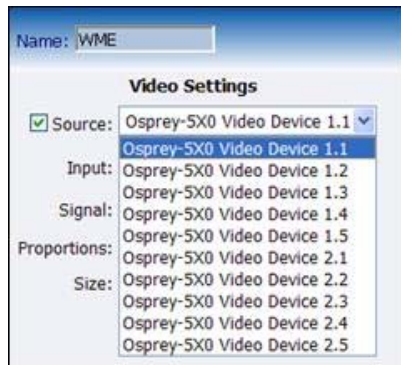 Name: WME
Video Settings
Source: Osprey-5X0 Video Device 1.1
Osprey-5X0 Video Device 1.1
Input: Osprey-5X0 Video Device 1.2
Osprey-5X0 Video Device 1.3
Signal: Osprey-5X0 Video Device 1.4
Osprey-5X0 Video Device 1.5
Proportions: Osprey-5X0 Video Device 2.1
Size: Osprey-5X0 Video Device 2.2
Osprey-5X0 Video Device 2.3
Osprey-5X0 Video Device 2.4
Osprey-5X0 Video Device 2.5